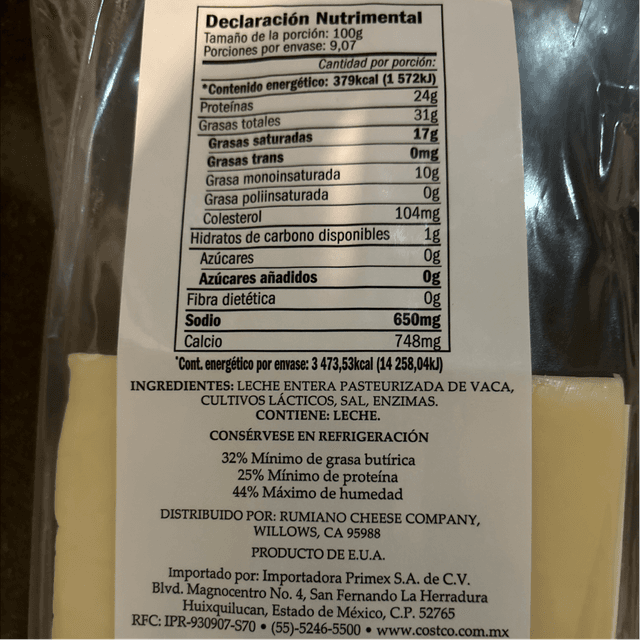 Declaración Nutrimental
Tamaño de la porción: 100g
Porciones por envase: 9,07
Cantidad por porción:
*Contenido energético: 379kcal (1 572kJ)
Proteínas 24g
Grasas totales 31g
Grasas saturadas 17g
Grasas trans 0mg
Grasa monoinsaturada 10g
Grasa poliinsaturada 0g
Colesterol 104mg
Hidratos de carbono disponibles 1g
Azúcares 0g
Azúcares añadidos 0g
Fibra dietética 0g
Sodio 650mg
Calcio 748mg
*Cont. energético por envase: 3 473,53kcal (14 258,04kJ)
INGREDIENTES: LECHE ENTERA PASTEURIZADA DE VACA,
CULTIVOS LÁCTICOS, SAL, ENZIMAS.
CONTIENE: LECHE.
CONSÉRVESE EN REFRIGERACIÓN
32% Mínimo de grasa butírica
25% Mínimo de proteína
44% Máximo de humedad
DISTRIBUIDO POR: RUMIANO CHEESE COMPANY,
WILLOWS, CA 95988
PRODUCTO DE E.U.A.
Importado por: Importadora Primex S.A. de C.V.
Blvd. Magnocentro No. 4, San Fernando La Herradura
Huixquilucan, Estado de México, C.P. 52765
RFC: IPR-930907-S70 • (55)-5246-5500 • www.costco.com.mx